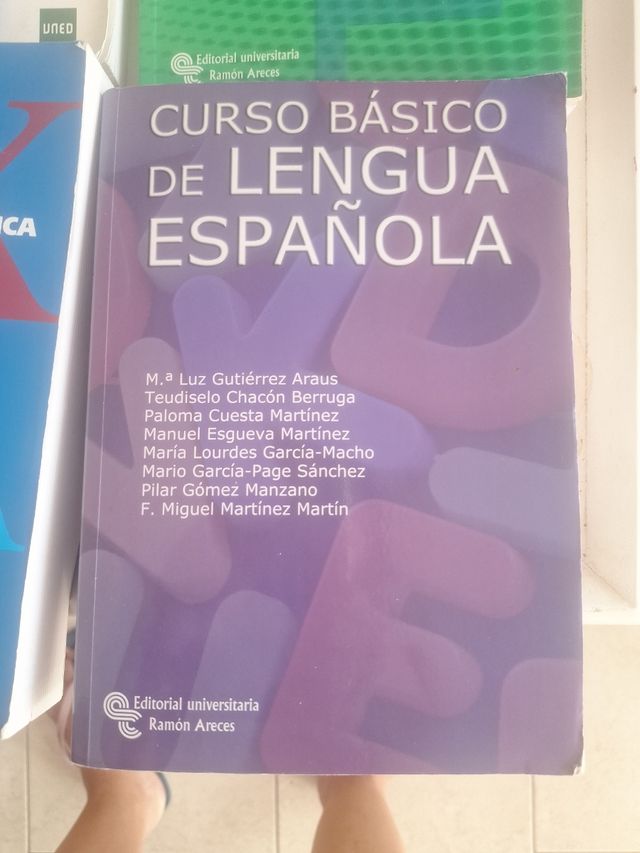 UNED
Editorial universitaria
Ramón Areces
ICA
CURSO BÁSICO
DE LENGUA
ESPAÑOLA
M.ª Luz Gutiérrez Araus
Teudiselo Chacón Berruga
Paloma Cuesta Martínez
Manuel Esgueva Martínez
María Lourdes García-Macho
Mario García-Page Sánchez
Pilar Gómez Manzano
F. Miguel Martínez Martín
Editorial universitaria
Ramón Areces